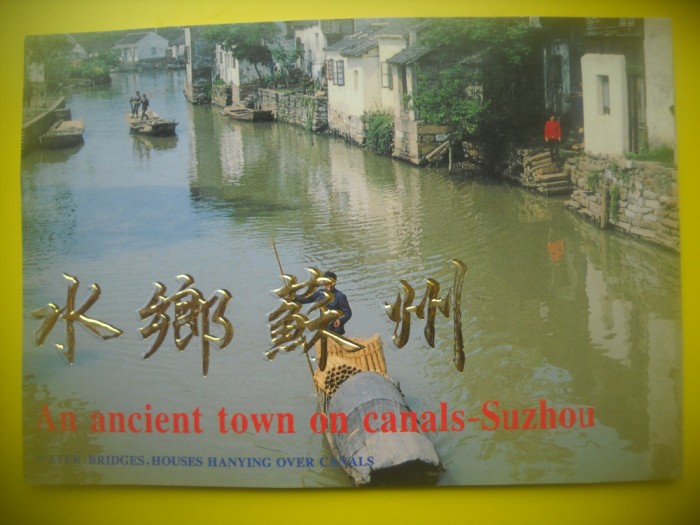 水鄉蘇州
An ancient town on canals-Suzhou
WATER.BRIDGES.HOUSES HANYING OVER CANALS